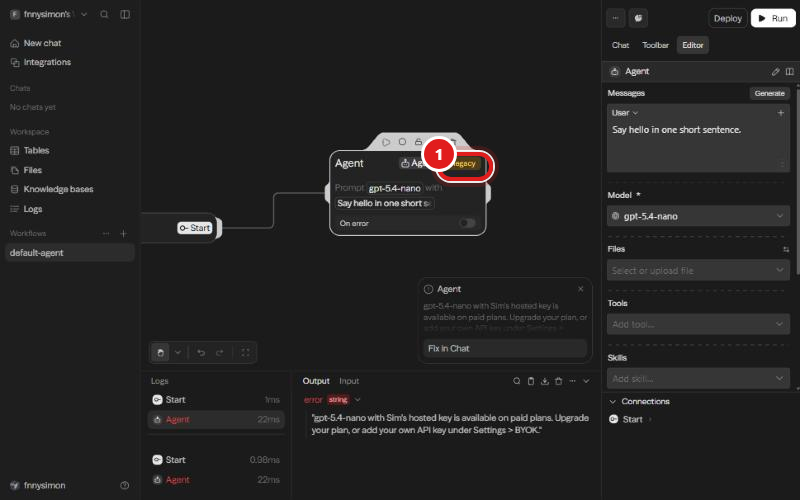 F fnnysimon's
New chat
Integrations
Chats
No chats yet
Workspace
Tables
Files
Knowledge bases
Logs
Workflows
default-agent
fnnysimon
Start
Agent
1
Prompt gpt-5.4-nano with
Say hello in one short
On error
Agent
gpt-5.4-nano with Sim's hosted key is
available on paid plans. Upgrade your plan, or
add your own API key under Settings >
Fix in Chat
Logs
Start 1ms
Agent 22ms
Start 0.98ms
Agent 22ms
Output Input
error string
"gpt-5.4-nano with Sim's hosted key is available on paid plans. Upgrade
your plan, or add your own API key under Settings > BYOK."
Deploy Run
Chat Toolbar Editor
Agent
Messages Generate
User
Say hello in one short sentence.
Model *
gpt-5.4-nano
Files
Select or upload file
Tools
Add tool...
Skills
Add skill...
Connections
Start